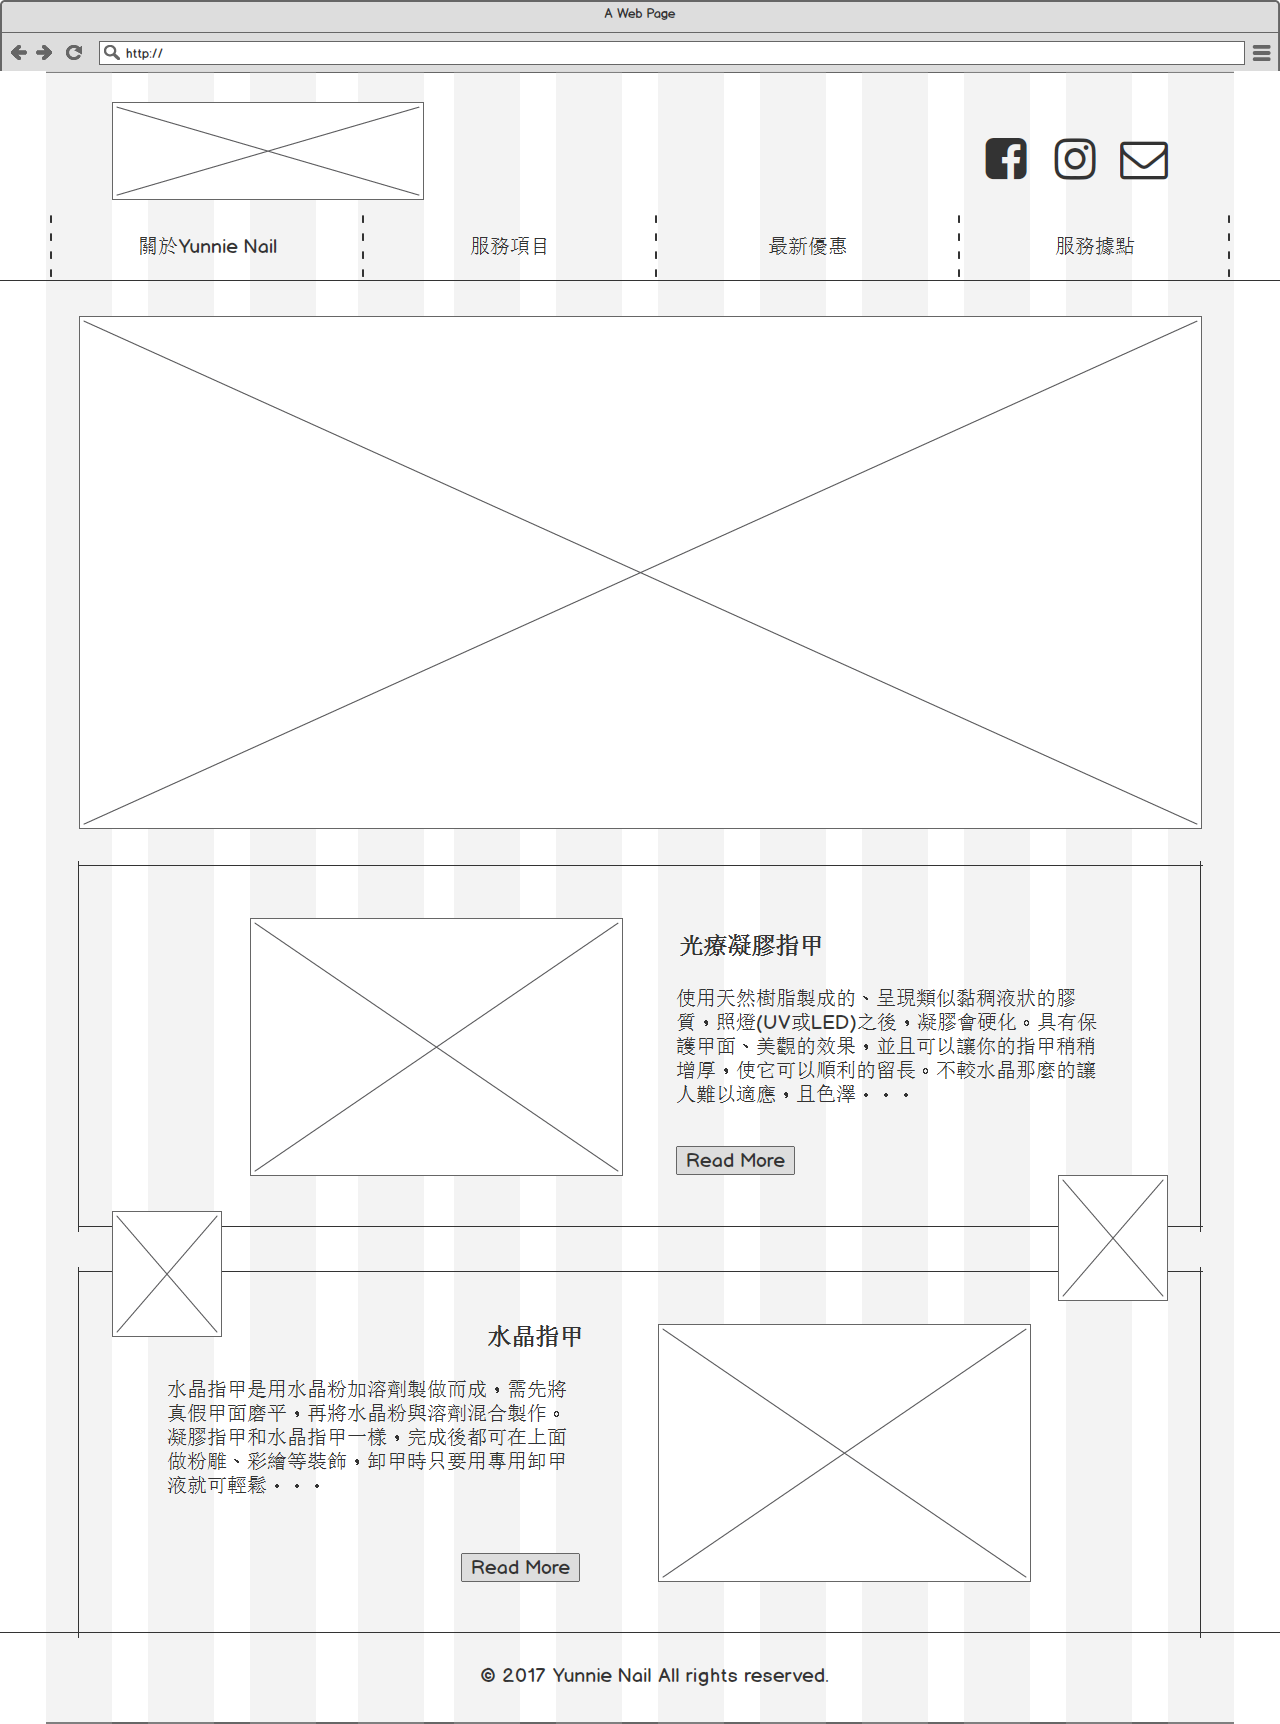 A Web Page
http://
關於Yunnie Nail
服務項目
最新優惠
服務據點
光療凝膠指甲
使用天然樹脂製成的、呈現類似黏稠液狀的膠
質，照燈(UV或LED)之後，凝膠會硬化。具有保
護甲面、美觀的效果，並且可以讓你的指甲稍稍
增厚，使它可以順利的留長。不較水晶那麼的讓
人難以適應，且色澤・・・
Read More
水晶指甲
水晶指甲是用水晶粉加溶劑製做而成，需先將
真假甲面磨平，再將水晶粉與溶劑混合製作。
凝膠指甲和水晶指甲一樣，完成後都可在上面
做粉雕、彩繪等裝飾，卸甲時只要用專用卸甲
液就可輕鬆・・・
Read More
© 2017 Yunnie Nail All rights reserved.